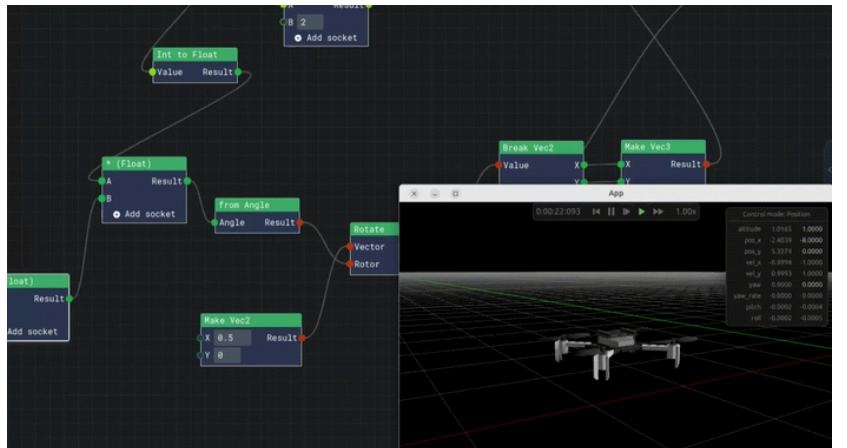 A Result
B 2
Add socket
Int to Float
Value Result
* (Float)
A Result
B
Add socket
from Angle
Angle Result
Rotate
Vector
Rotor
Break Vec2
Value X
Y
Make Vec3
X Result
Y
loat)
Result
Add socket
Make Vec2
X 0.5 Result
Y 0
App
0:00:22:093 1.00x
Control mode: Position
altitude 1.0165 1.0000
pos_x -2.4039 -8.0000
pos_y 5.3374 0.0000
vel_x -0.9994 -1.0000
vel_y 0.9993 1.0000
yaw 0.0000 0.0000
yaw_rate 0.0000 0.0000
pitch -0.0002 -0.0004
roll -0.0002 -0.0005